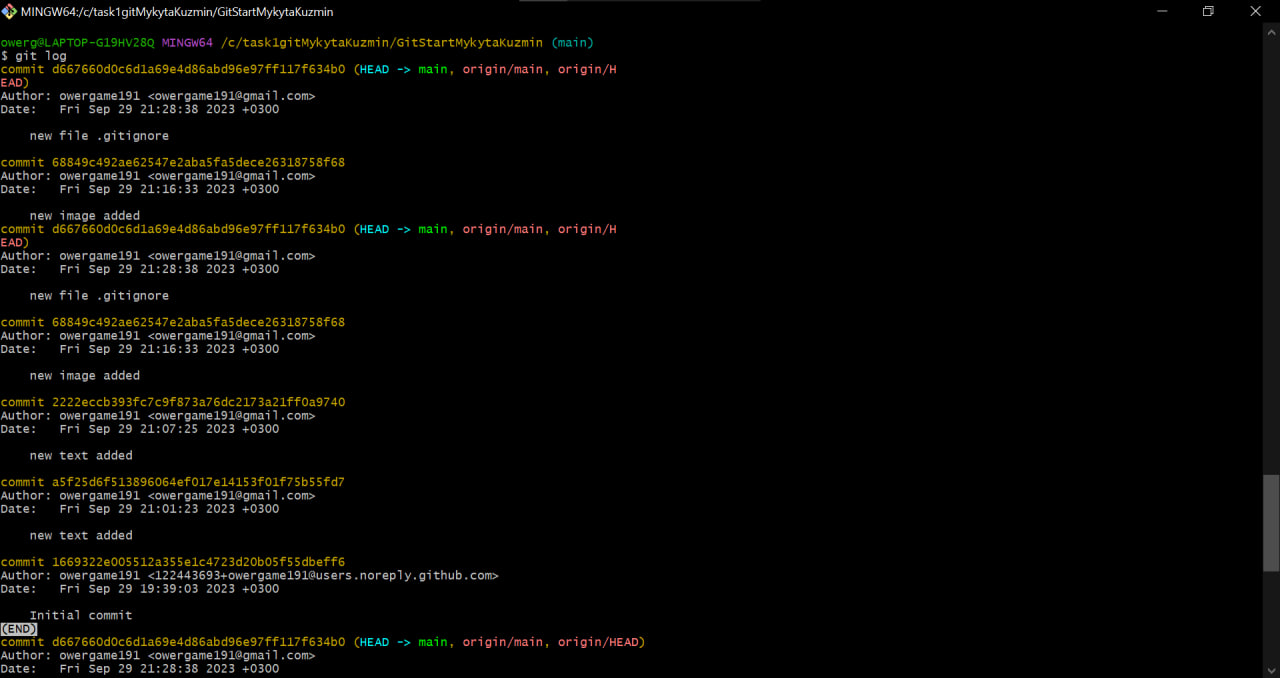 MINGW64:/c/task1gitMykytaKuzmin/GitStartMykytaKuzmin
owerg@LAPTOP-G19HV28Q MINGW64 /c/task1gitMykytaKuzmin/GitStartMykytaKuzmin (main)
$ git log
commit d667660d0c6d1a69e4d86abd96e97ff117f634b0 (HEAD -> main, origin/main, origin/H
EAD)
Author: owergame191 <owergame191@gmail.com>
Date:   Fri Sep 29 21:28:38 2023 +0300
new file .gitignore
commit 68849c492ae62547e2aba5fa5dece26318758f68
Author: owergame191 <owergame191@gmail.com>
Date:   Fri Sep 29 21:16:33 2023 +0300
new image added
commit d667660d0c6d1a69e4d86abd96e97ff117f634b0 (HEAD -> main, origin/main, origin/H
EAD)
Author: owergame191 <owergame191@gmail.com>
Date:   Fri Sep 29 21:28:38 2023 +0300
new file .gitignore
commit 68849c492ae62547e2aba5fa5dece26318758f68
Author: owergame191 <owergame191@gmail.com>
Date:   Fri Sep 29 21:16:33 2023 +0300
new image added
commit 2222eccb393fc7c9f873a76dc2173a21ff0a9740
Author: owergame191 <owergame191@gmail.com>
Date:   Fri Sep 29 21:07:25 2023 +0300
new text added
commit a5f25d6f513896064ef017e14153f01f75b55fd7
Author: owergame191 <owergame191@gmail.com>
Date:   Fri Sep 29 21:01:23 2023 +0300
new text added
commit 1669322e005512a355e1c4723d20b05f55dbeff6
Author: owergame191 <122443693+owergame191@users.noreply.github.com>
Date:   Fri Sep 29 19:39:03 2023 +0300
Initial commit
(END)
commit d667660d0c6d1a69e4d86abd96e97ff117f634b0 (HEAD -> main, origin/main, origin/HEAD)
Author: owergame191 <owergame191@gmail.com>
Date:   Fri Sep 29 21:28:38 2023 +0300